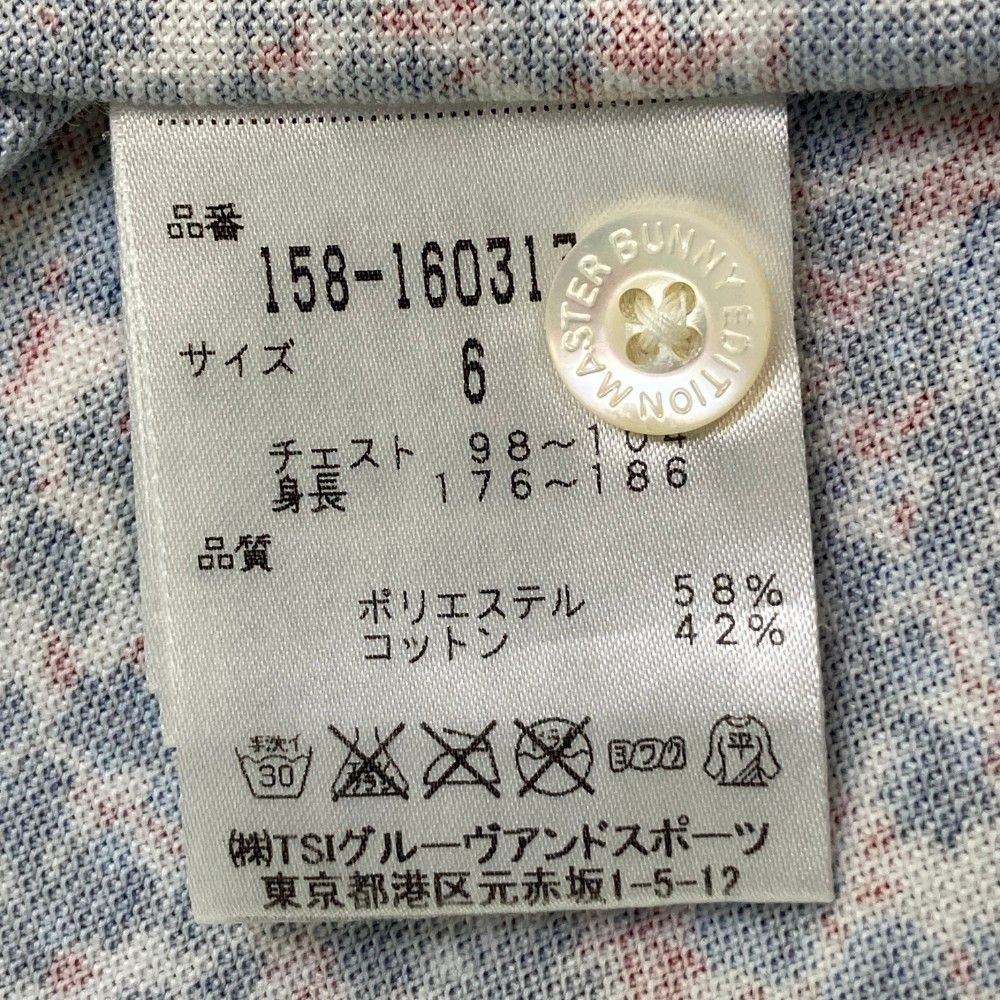 品番
158-160317
MASTER BUNNY EDITION
サイズ 6
チェスト 98～104
身長 176～186
品質
ポリエステル 58%
コットン 42%
手洗イ
30
ヨワク
平
㈱TSIグルーヴアンドスポーツ
東京都港区元赤坂1-5-12